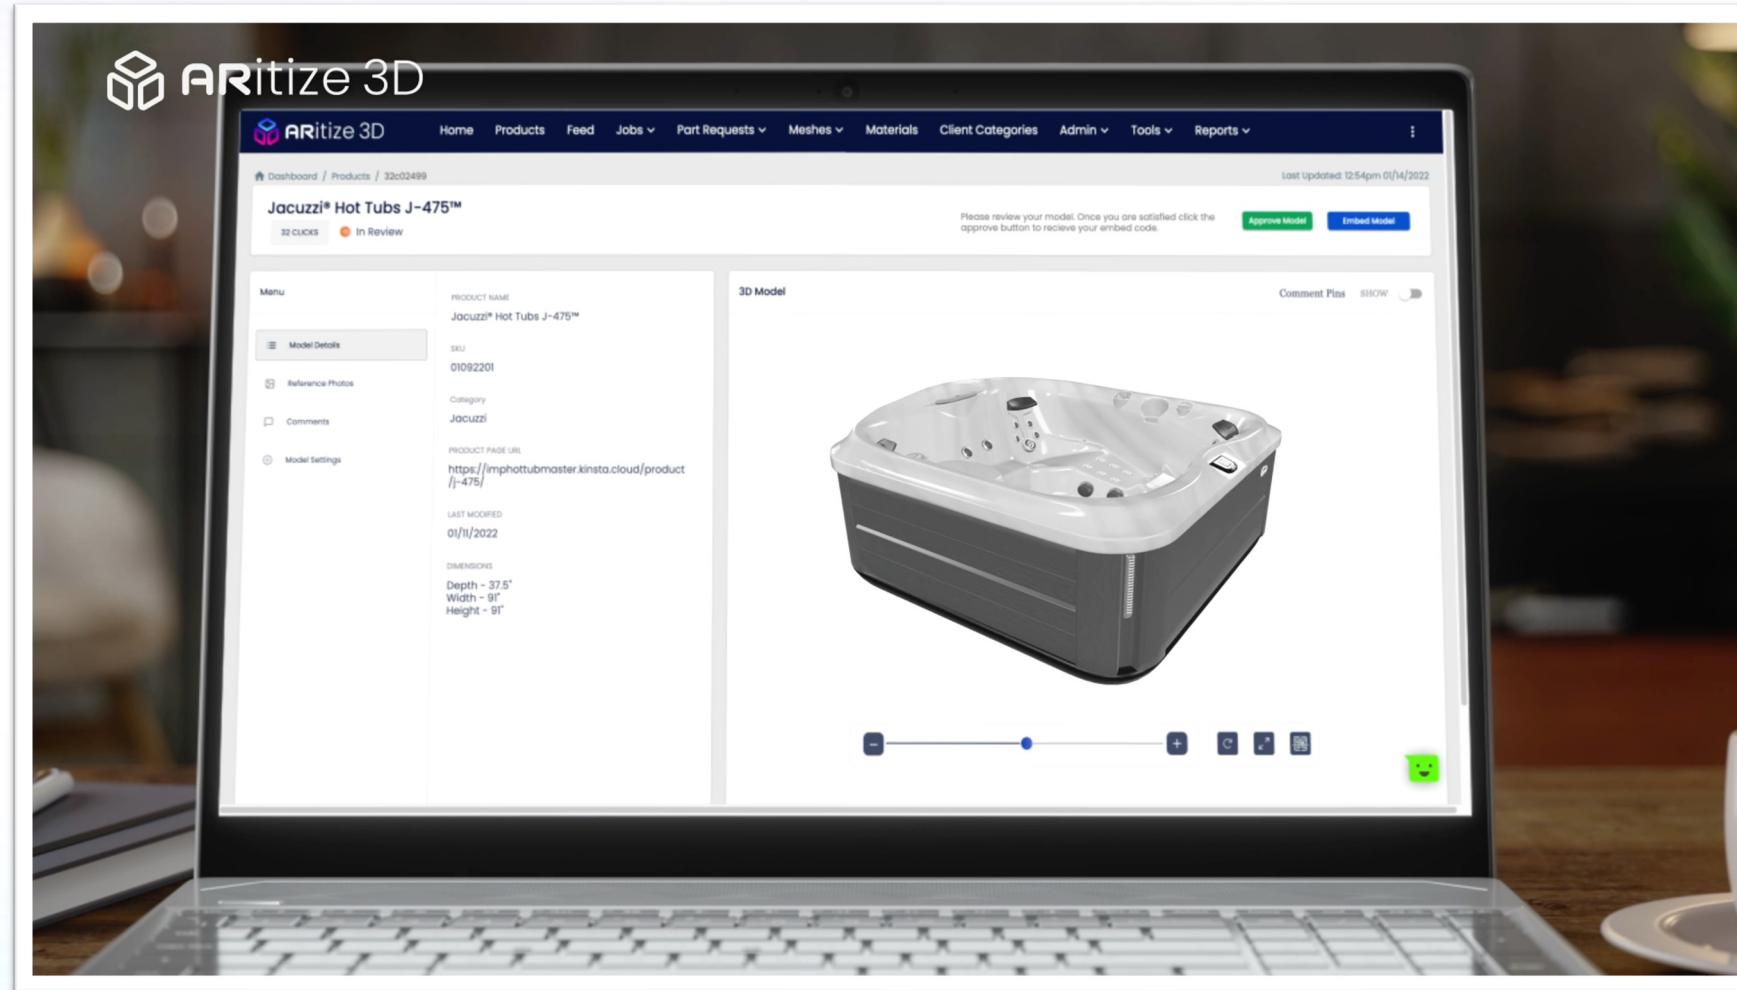 ARitize 3D
ARitize 3D Home Products Feed Jobs Part Requests Meshes Materials Client Categories Admin Tools Reports
Dashboard / Products / 32c02499
Last Updated: 12:54pm 01/14/2022
Jacuzzi® Hot Tubs J-475™
32 CLICKS
In Review
Please review your model. Once you are satisfied click the
approve button to recieve your embed code.
Approve Model
Embed Model
Menu
Model Details
Reference Photos
Comments
Model Settings
PRODUCT NAME
Jacuzzi® Hot Tubs J-475™
SKU
01092201
Category
Jacuzzi
PRODUCT PAGE URL
https://imphottubmaster.kinsta.cloud/product
/j-475/
LAST MODIFIED
01/11/2022
DIMENSIONS
Depth - 37.5"
Width - 91"
Height - 91"
3D Model
Comment Pins SHOW